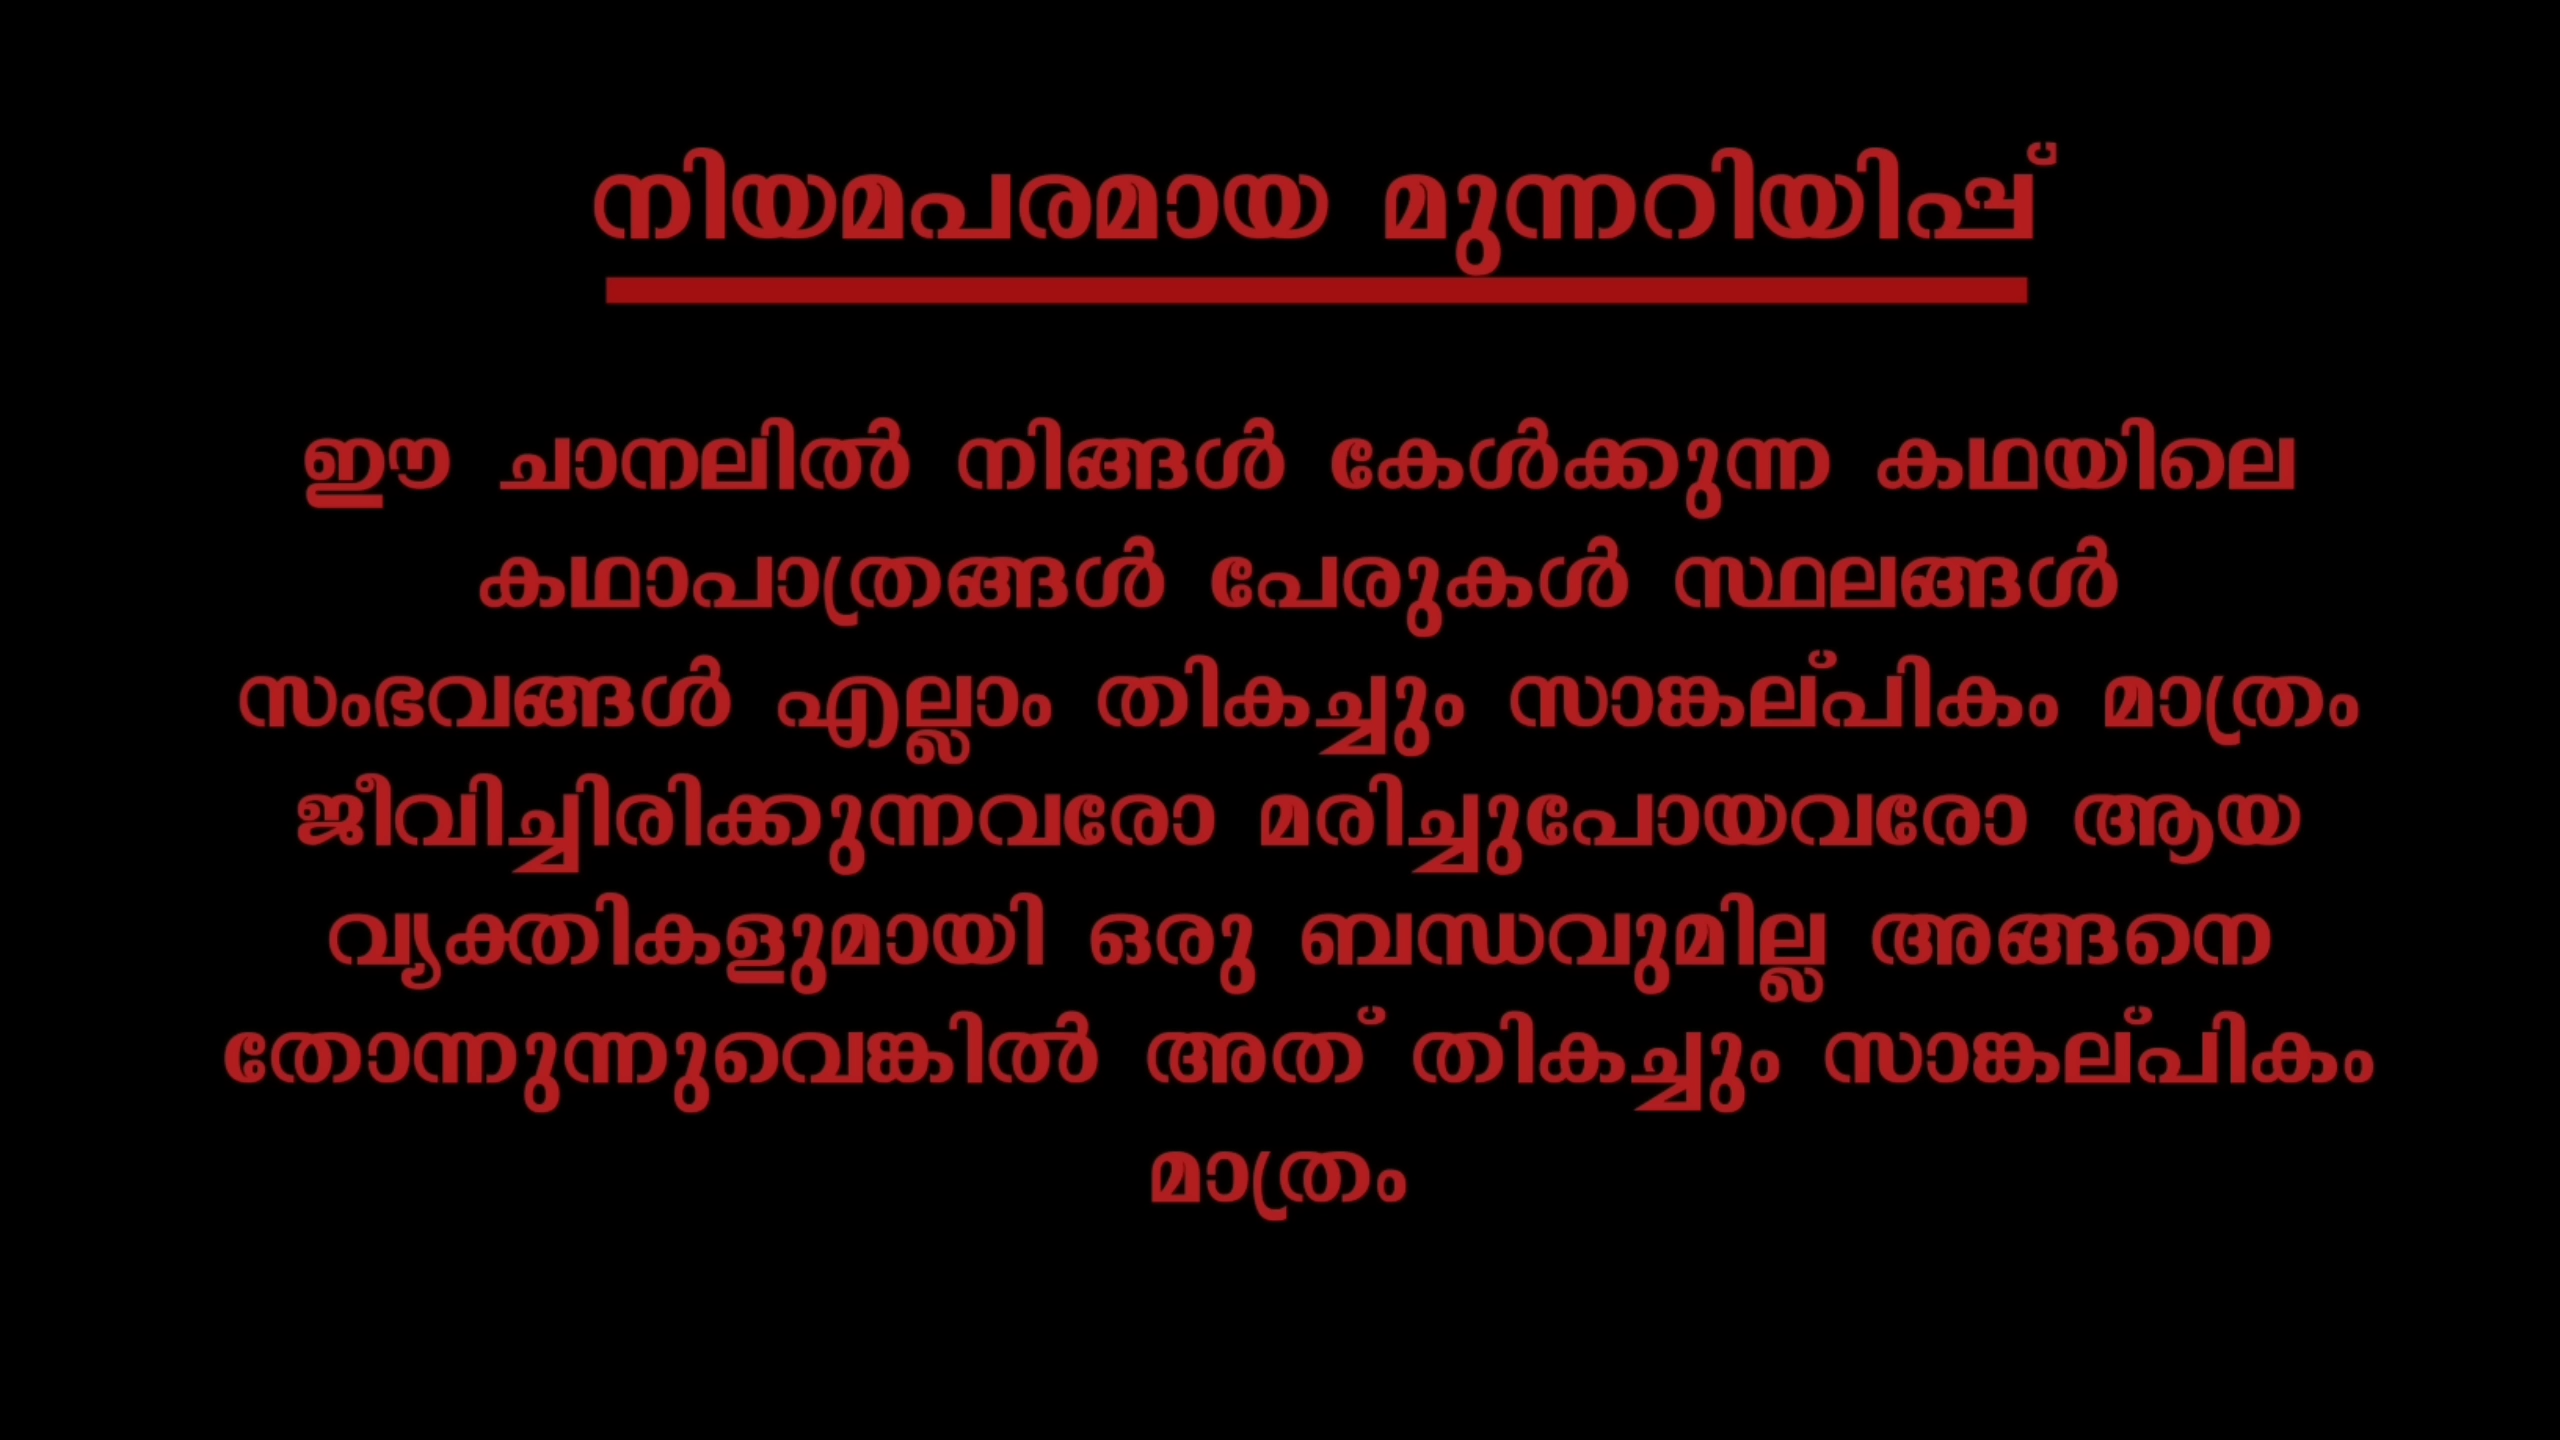 നിയമപരമായ മുന്നറിയിപ്പ്
ഈ ചാനലിൽ നിങ്ങൾ കേൾക്കുന്ന കഥയിലെ
കഥാപാത്രങ്ങൾ പേരുകൾ സ്ഥലങ്ങൾ
സംഭവങ്ങൾ എല്ലാം തികച്ചും സാങ്കല്പികം മാത്രം
ജീവിച്ചിരിക്കുന്നവരോ മരിച്ചുപോയവരോ ആയ
വ്യക്തികളുമായി ഒരു ബന്ധവുമില്ല അങ്ങനെ
തോന്നുന്നുവെങ്കിൽ അത് തികച്ചും സാങ്കല്പികം
മാത്രം